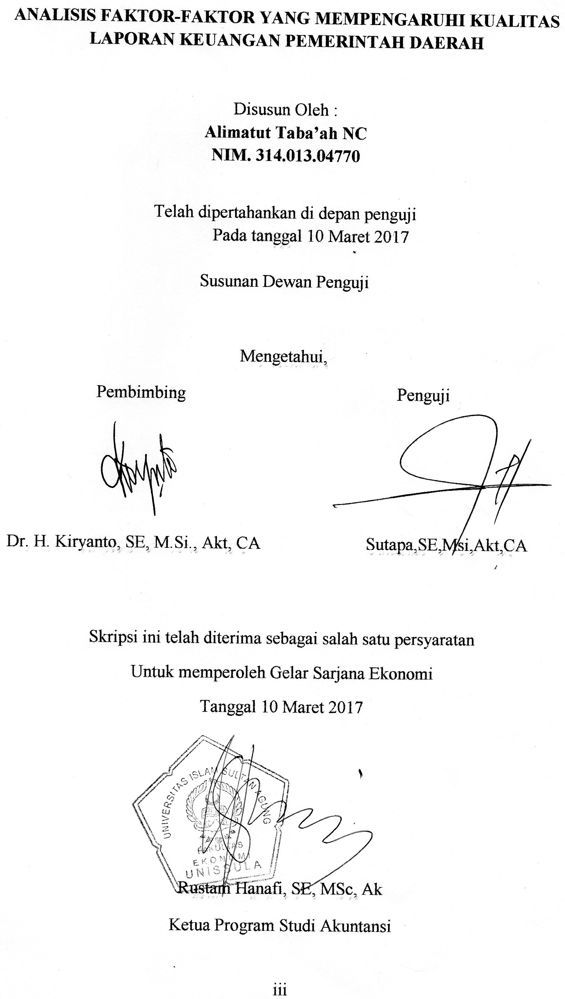 ANALISIS FAKTOR-FAKTOR YANG MEMPENGARUHI KUALITAS
LAPORAN KEUANGAN PEMERINTAH DAERAH
Disusun Oleh :
Alimatut Taba’ah NC
NIM. 314.013.04770
Telah dipertahankan di depan penguji
Pada tanggal 10 Maret 2017
Susunan Dewan Penguji
Mengetahui,
Pembimbing
Penguji
Dr. H. Kiryanto, SE, M.Si., Akt, CA
Sutapa,SE,Msi,Akt,CA
Skripsi ini telah diterima sebagai salah satu persyaratan
Untuk memperoleh Gelar Sarjana Ekonomi
Tanggal 10 Maret 2017
UNIVERSITAS ISLAM SULTAN AGUNG
FAKULTAS
EKONOMI
UNISSULA
Rustam Hanafi, SE, MSc, Ak
Ketua Program Studi Akuntansi
iii